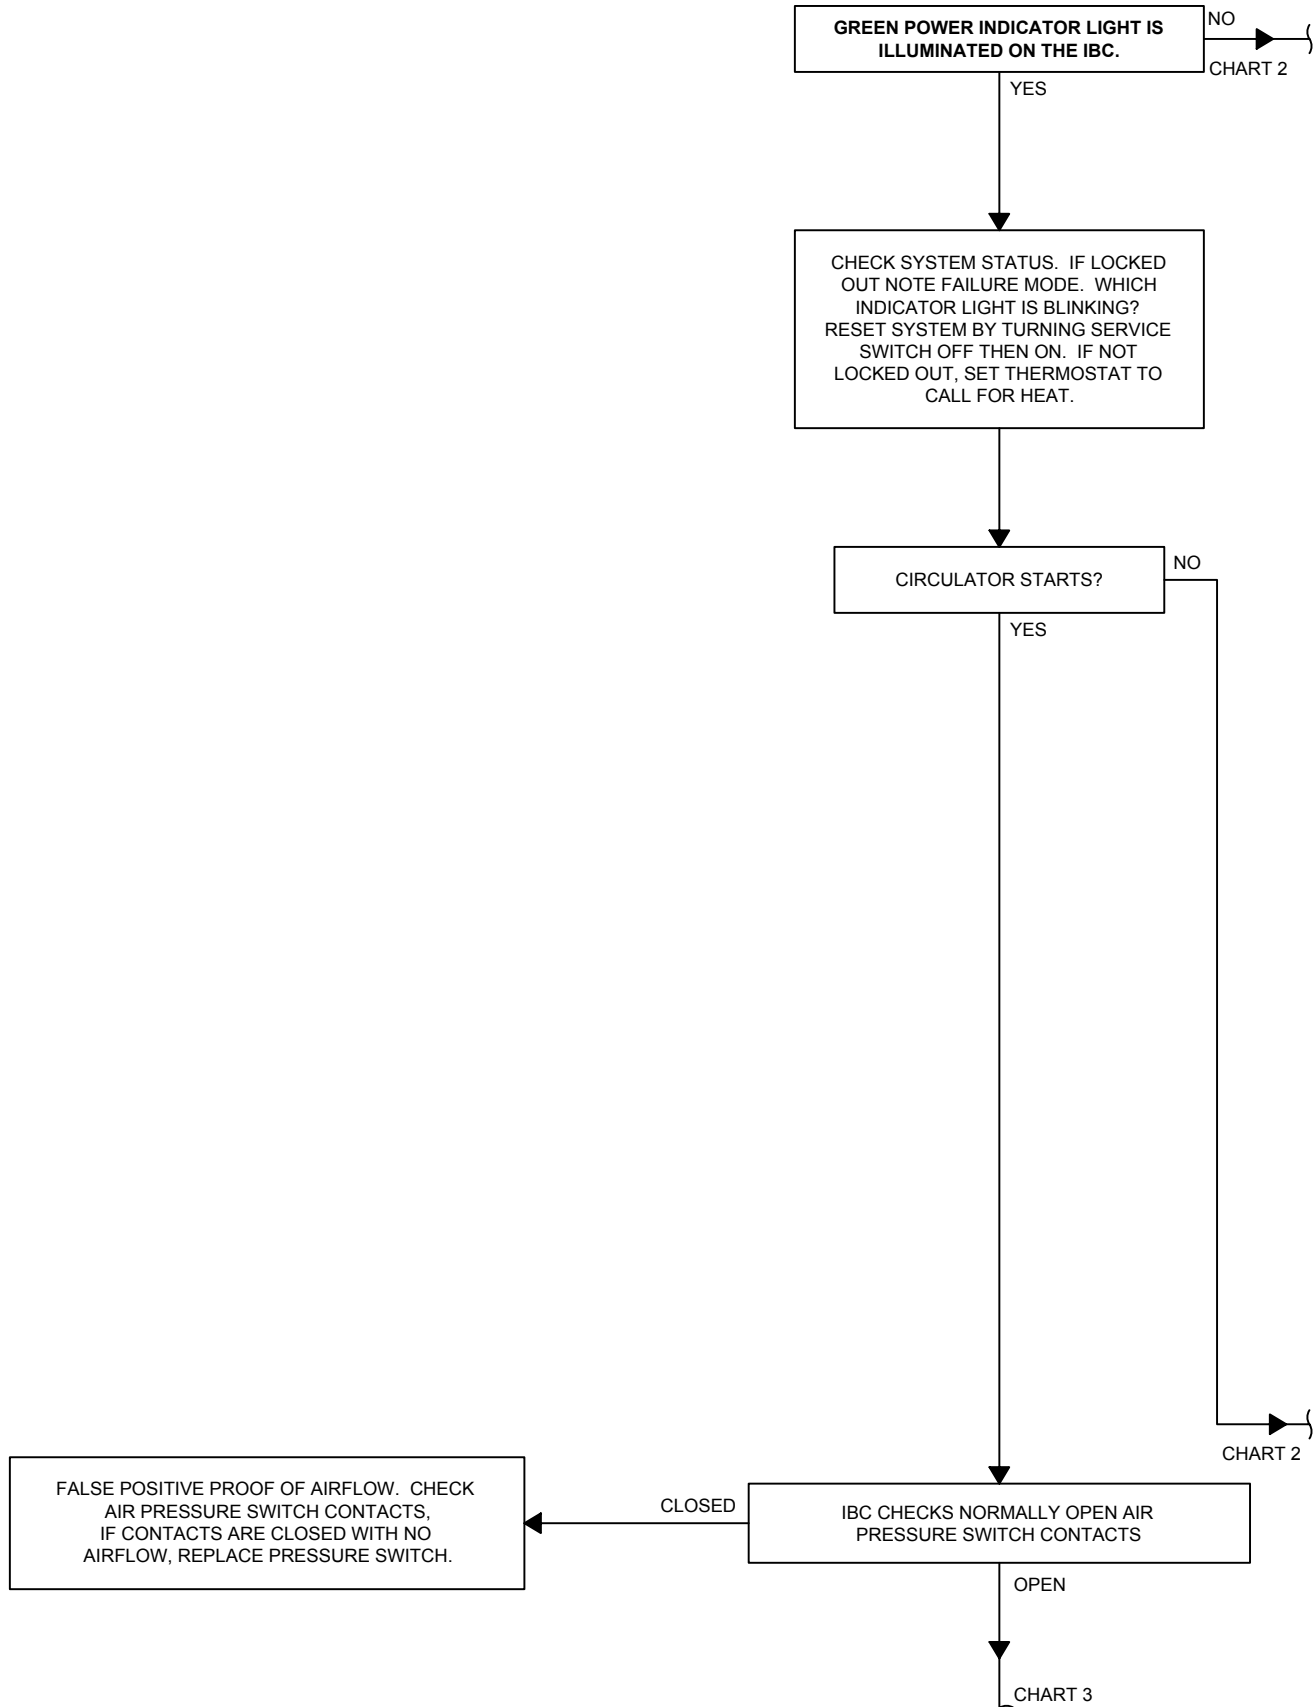 GREEN POWER INDICATOR LIGHT IS
ILLUMINATED ON THE IBC.
NO
CHART 2
YES
CHECK SYSTEM STATUS. IF LOCKED
OUT NOTE FAILURE MODE. WHICH
INDICATOR LIGHT IS BLINKING?
RESET SYSTEM BY TURNING SERVICE
SWITCH OFF THEN ON. IF NOT
LOCKED OUT, SET THERMOSTAT TO
CALL FOR HEAT.
CIRCULATOR STARTS?
NO
YES
CHART 2
FALSE POSITIVE PROOF OF AIRFLOW. CHECK
AIR PRESSURE SWITCH CONTACTS,
IF CONTACTS ARE CLOSED WITH NO
AIRFLOW, REPLACE PRESSURE SWITCH.
CLOSED
IBC CHECKS NORMALLY OPEN AIR
PRESSURE SWITCH CONTACTS
OPEN
CHART 3